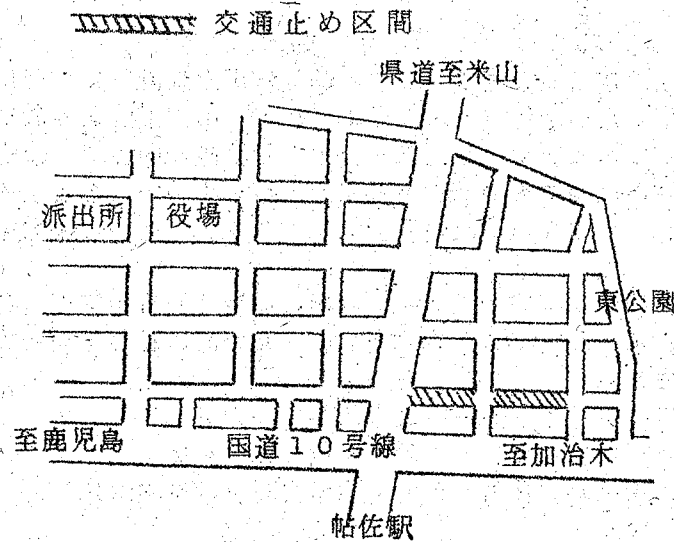 交通止め区間
県道至米山
派出所 役場
東公園
至鹿児島 国道10号線 至加治木
帖佐駅